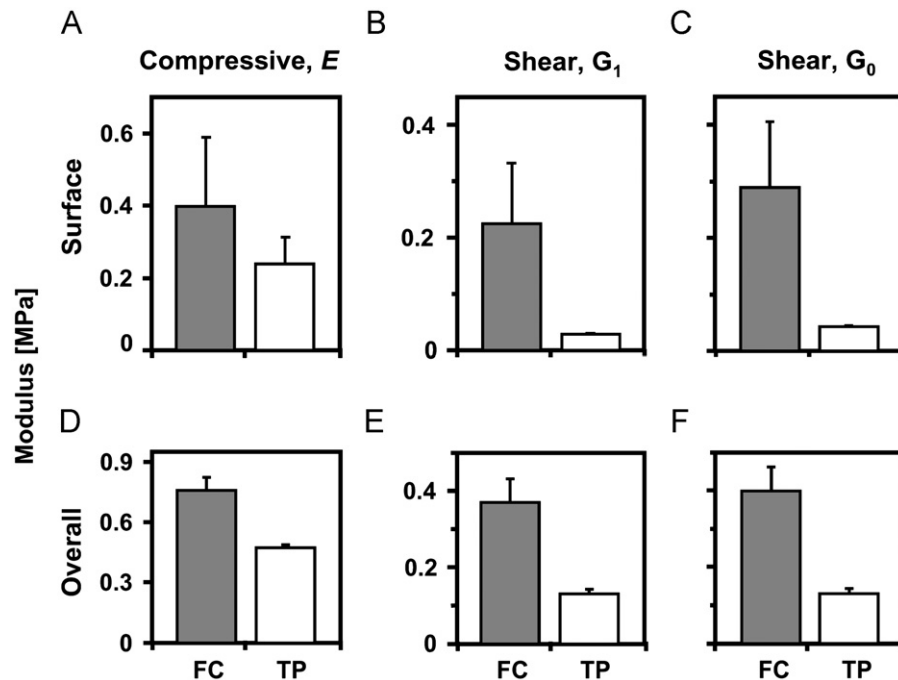 A
B
C
Compressive, E
Shear, G1
Shear, G0
Modulus [MPa]
Surface
0.6
0.4
0.2
0
0.4
0.2
0
D
E
F
Overall
0.9
0.6
0.3
0
0.4
0.2
0
FC TP
FC TP
FC TP